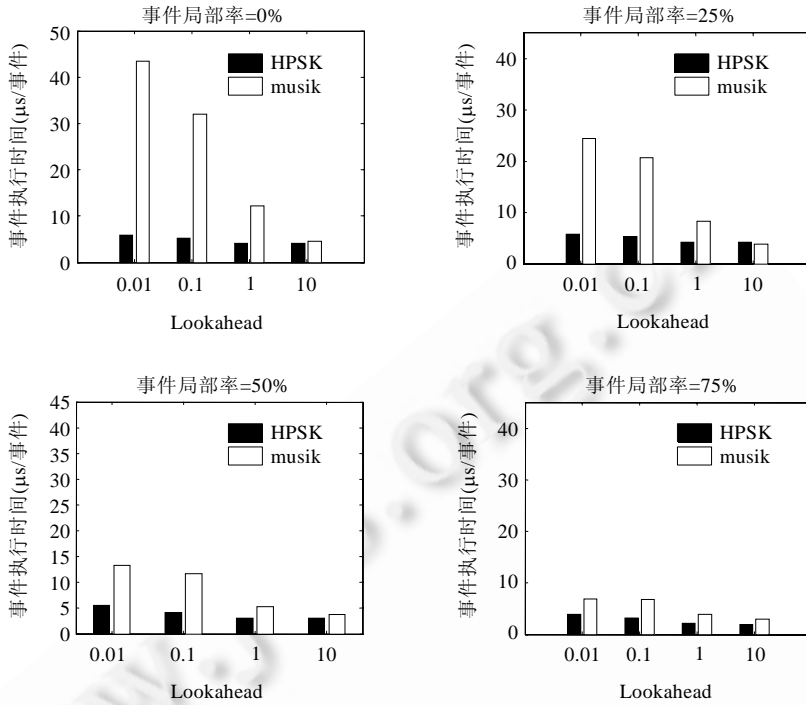 事件局部率=0%
事件执行时间(μs/事件)
50
40
30
20
10
0
HPSK
musik
0.01 0.1 1 10
Lookahead
事件局部率=25%
事件执行时间(μs/事件)
40
30
20
10
0
HPSK
musik
0.01 0.1 1 10
Lookahead
事件局部率=50%
事件执行时间(μs/事件)
45
40
35
30
25
20
15
10
5
0
HPSK
musik
0.01 0.1 1 10
Lookahead
事件局部率=75%
事件执行时间(μs/事件)
40
30
20
10
0
HPSK
musik
0.01 0.1 1 10
Lookahead